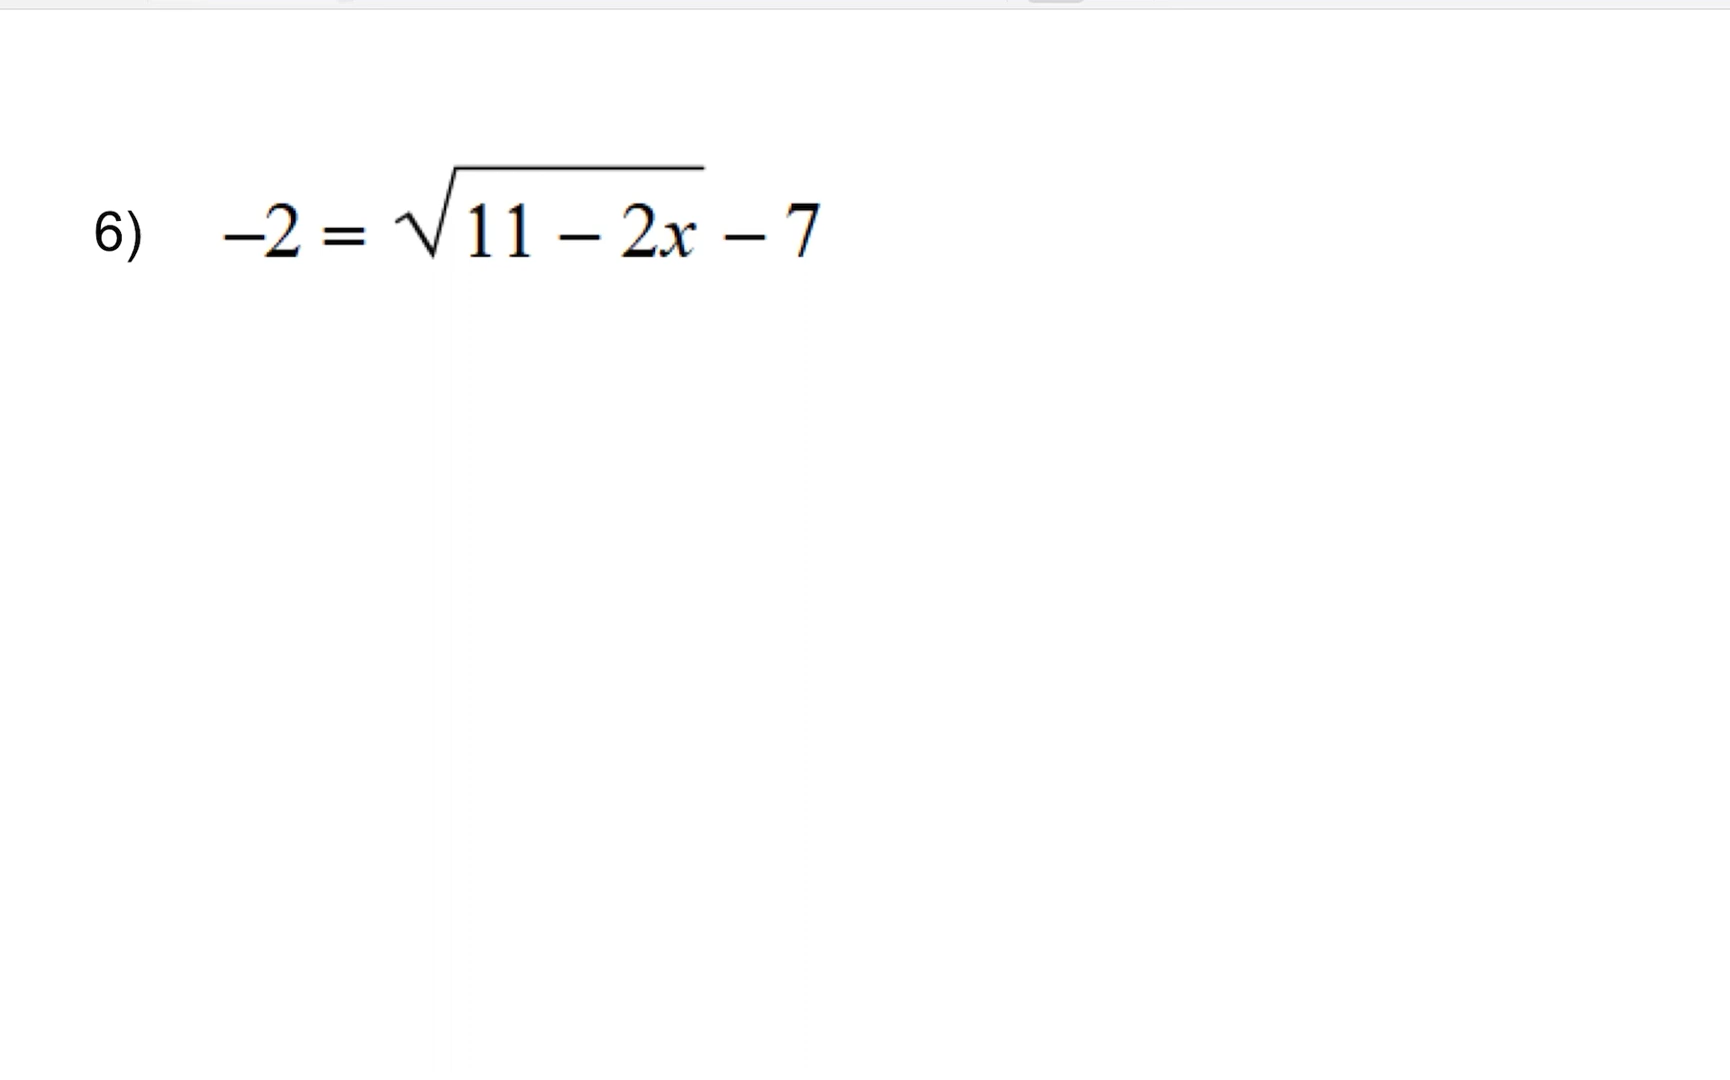 6) –2 = √11 – 2x – 7